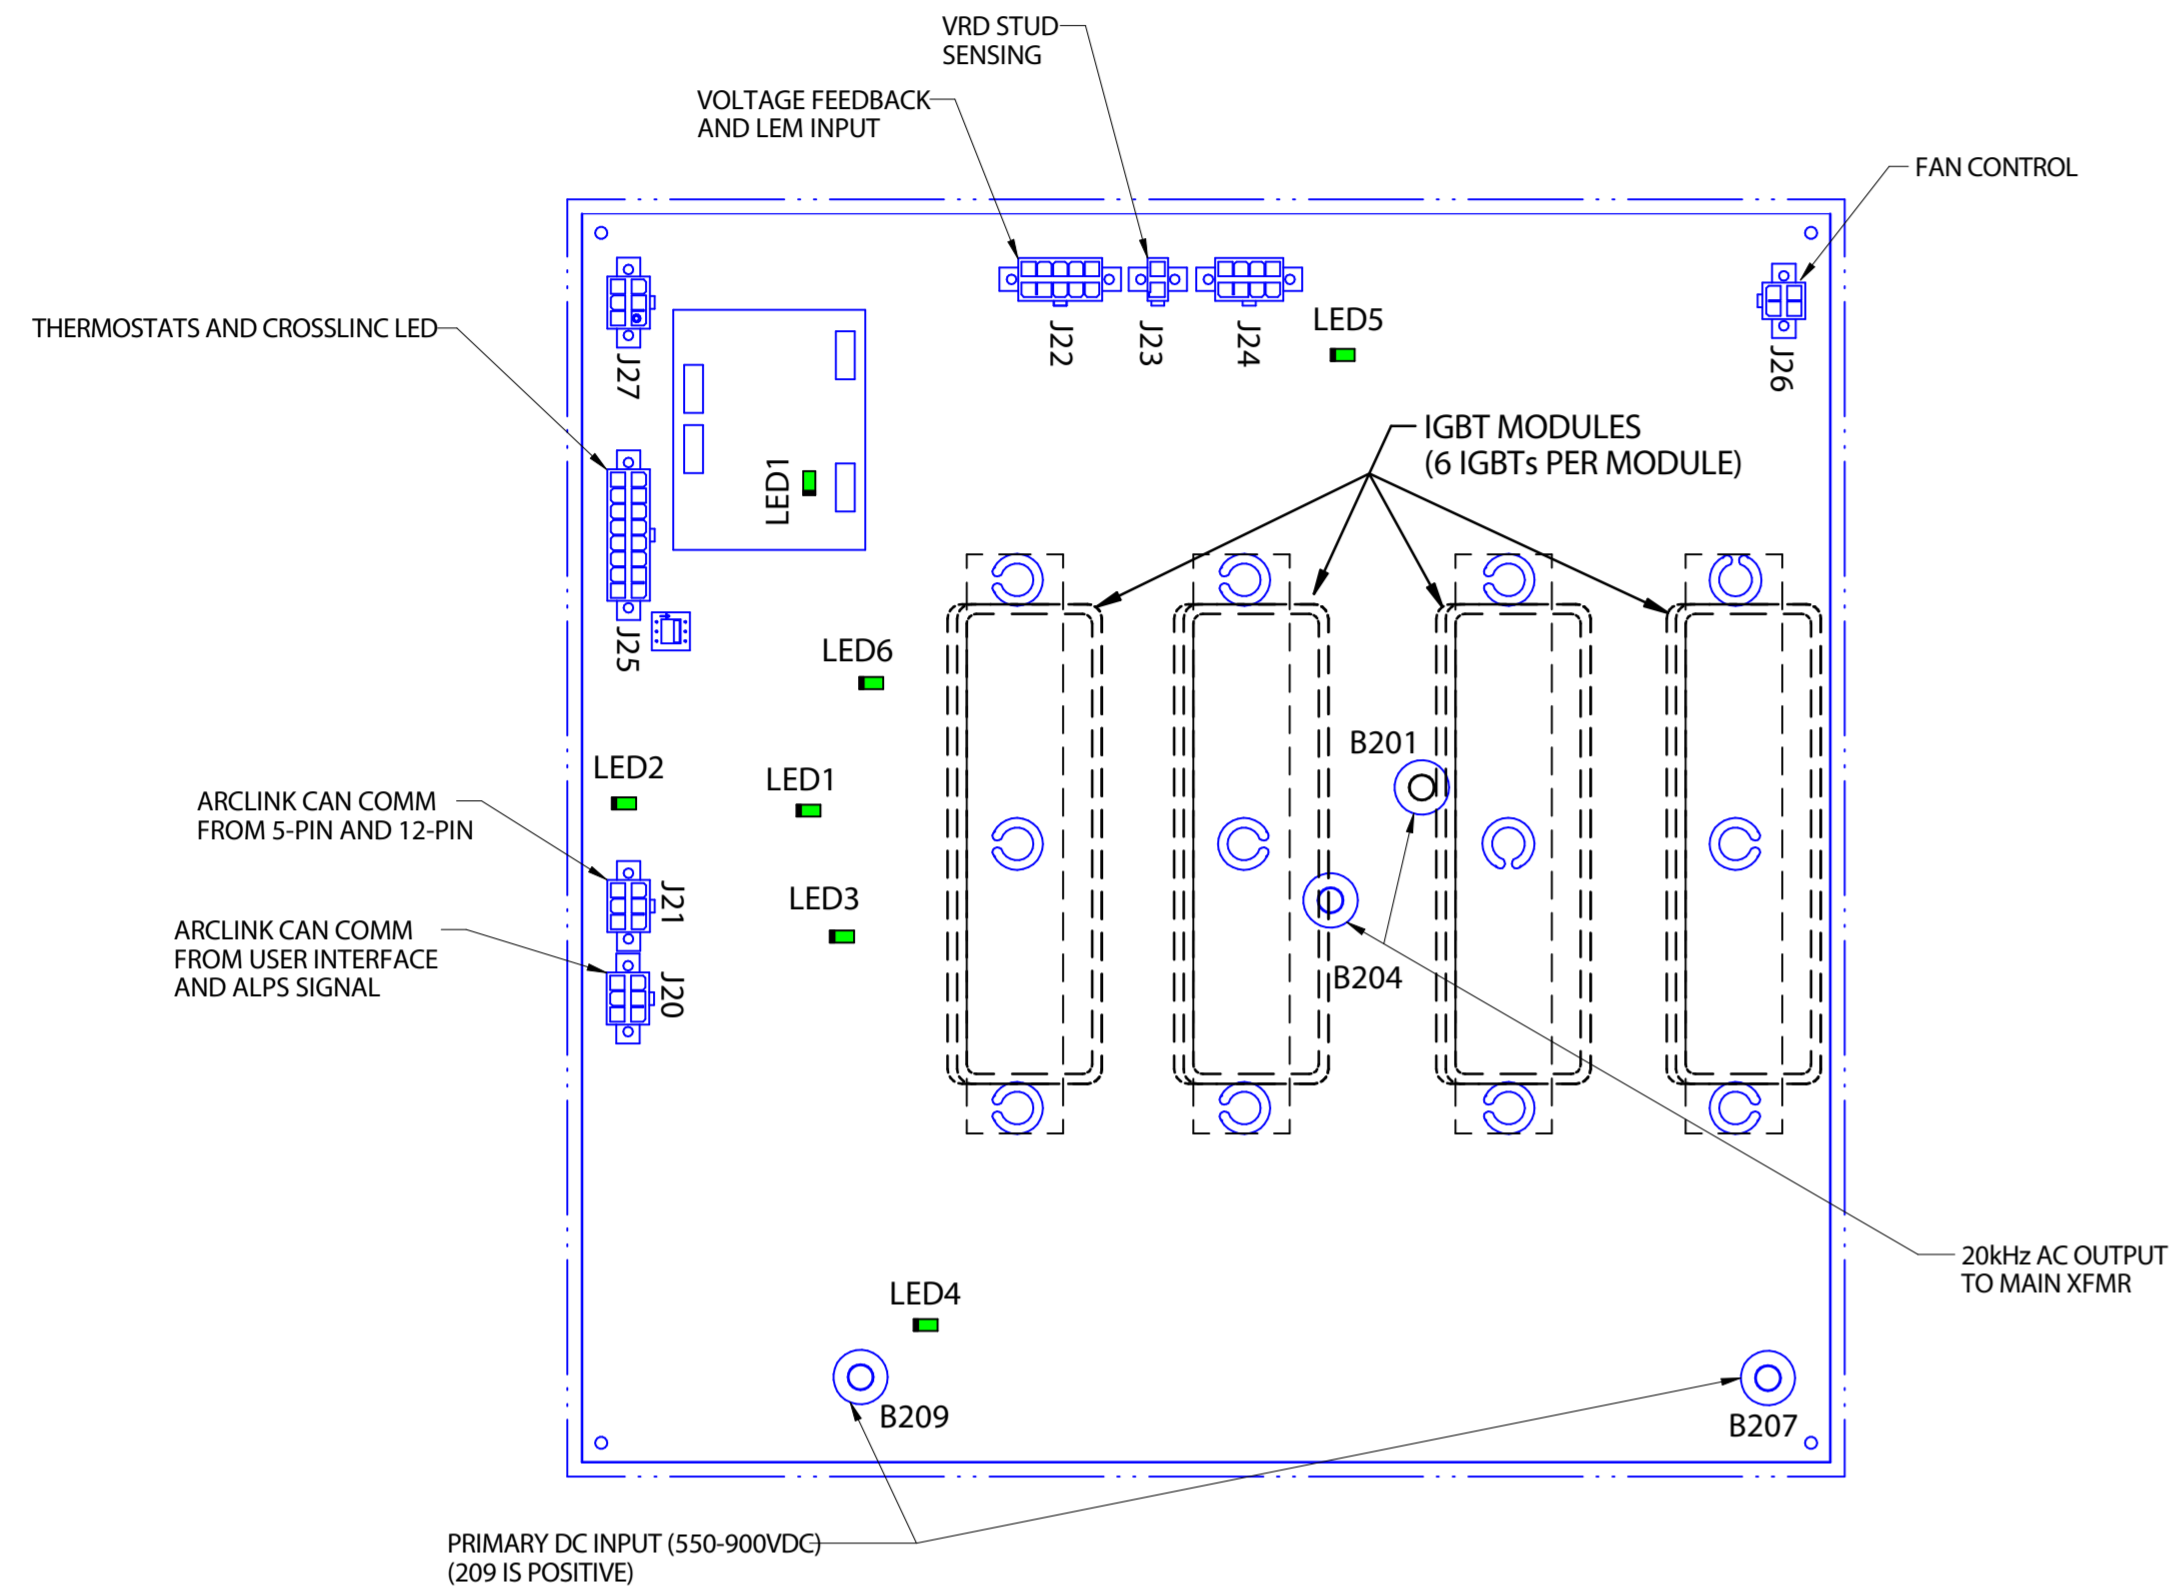 VRD STUD
SENSING
VOLTAGE FEEDBACK
AND LEM INPUT
FAN CONTROL
THERMOSTATS AND CROSSLINC LED
J27
J22
J23
J24
LED5
J26
IGBT MODULES
(6 IGBTs PER MODULE)
LED1
J25
LED6
B201
LED2
LED1
ARCLINK CAN COMM
FROM 5-PIN AND 12-PIN
J21
LED3
ARCLINK CAN COMM
FROM USER INTERFACE
AND ALPS SIGNAL
J20
B204
20kHz AC OUTPUT
TO MAIN XFMR
LED4
B209
B207
PRIMARY DC INPUT (550-900VDC)
(209 IS POSITIVE)